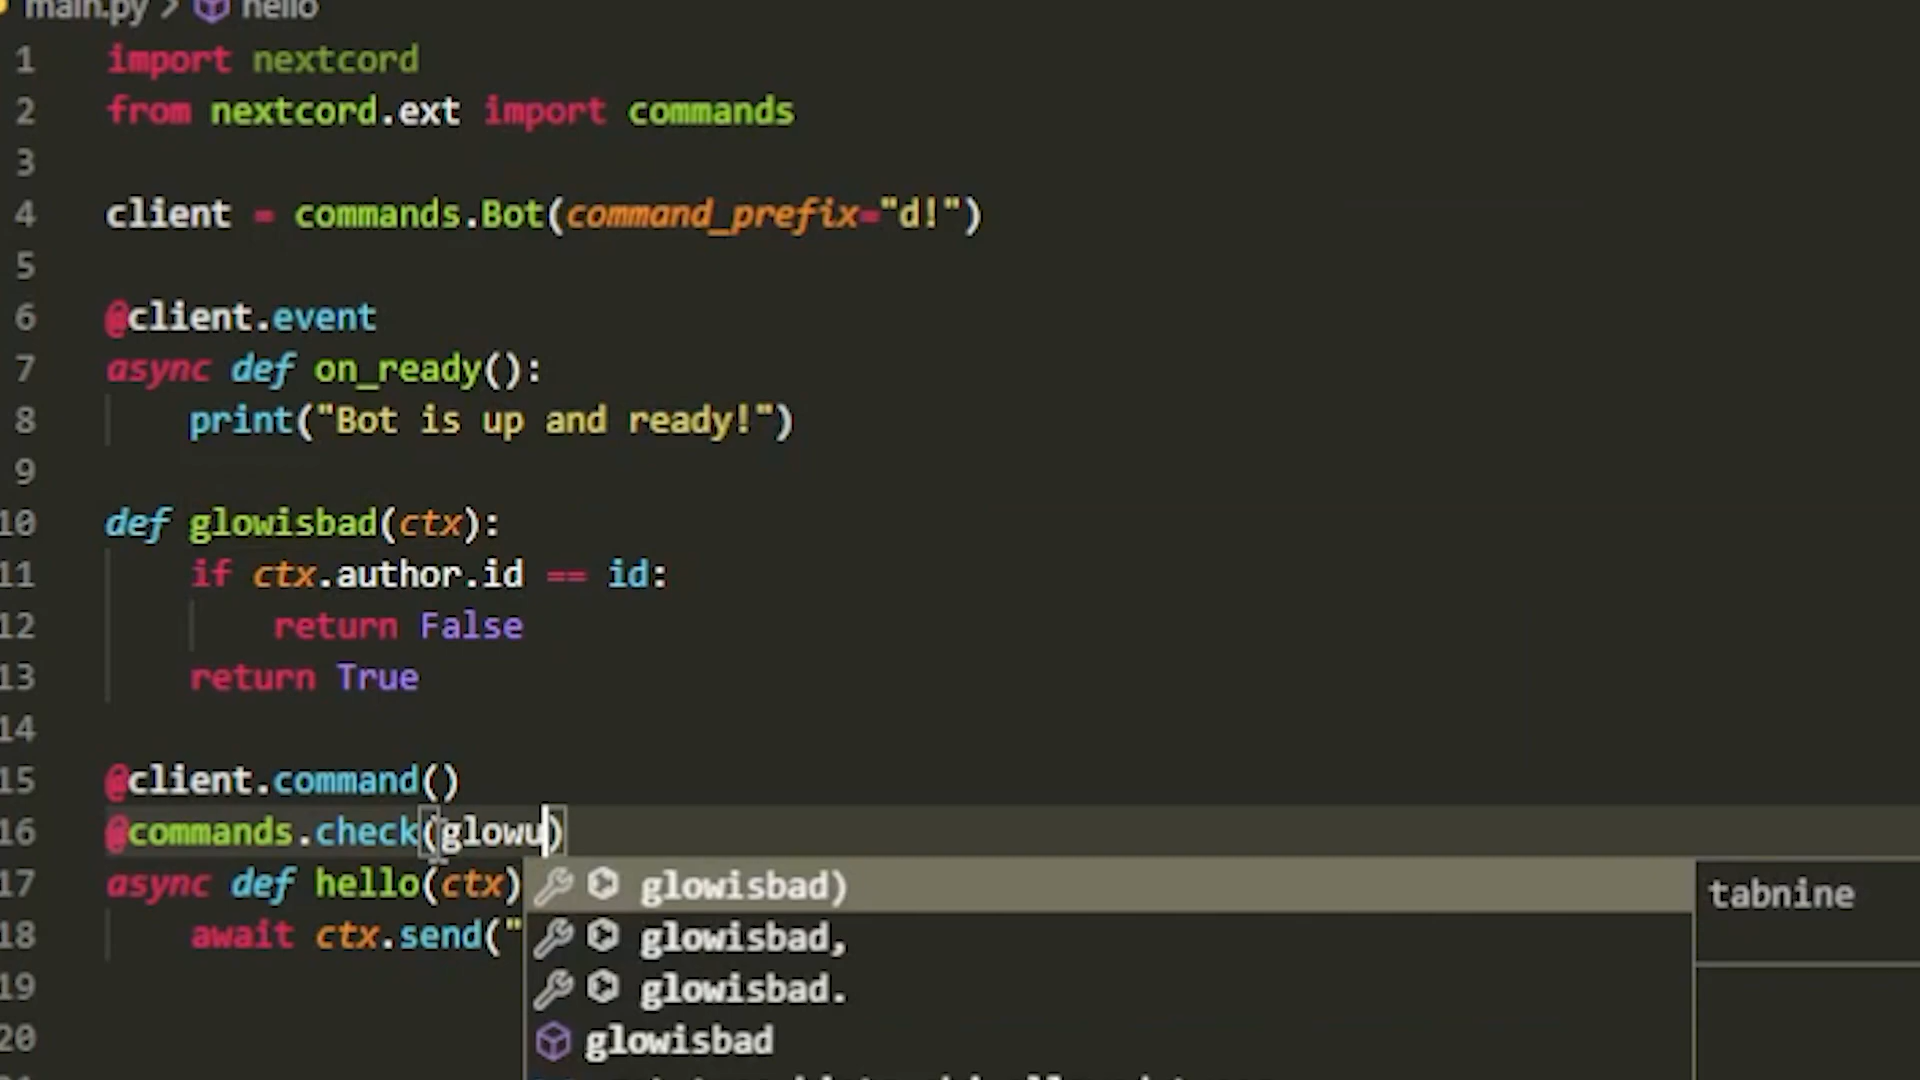 main.py > hello
1 import nextcord
2 from nextcord.ext import commands
3
4 client = commands.Bot(command_prefix="d!")
5
6 @client.event
7 async def on_ready():
8 print("Bot is up and ready!")
9
10 def glowisbad(ctx):
11 if ctx.author.id == id:
12 return False
13 return True
14
15 @client.command()
16 @commands.check(glowu)
17 async def hello(ctx)
18 await ctx.send("
19
20
glowisbad)
glowisbad,
glowisbad.
glowisbad
tabnine